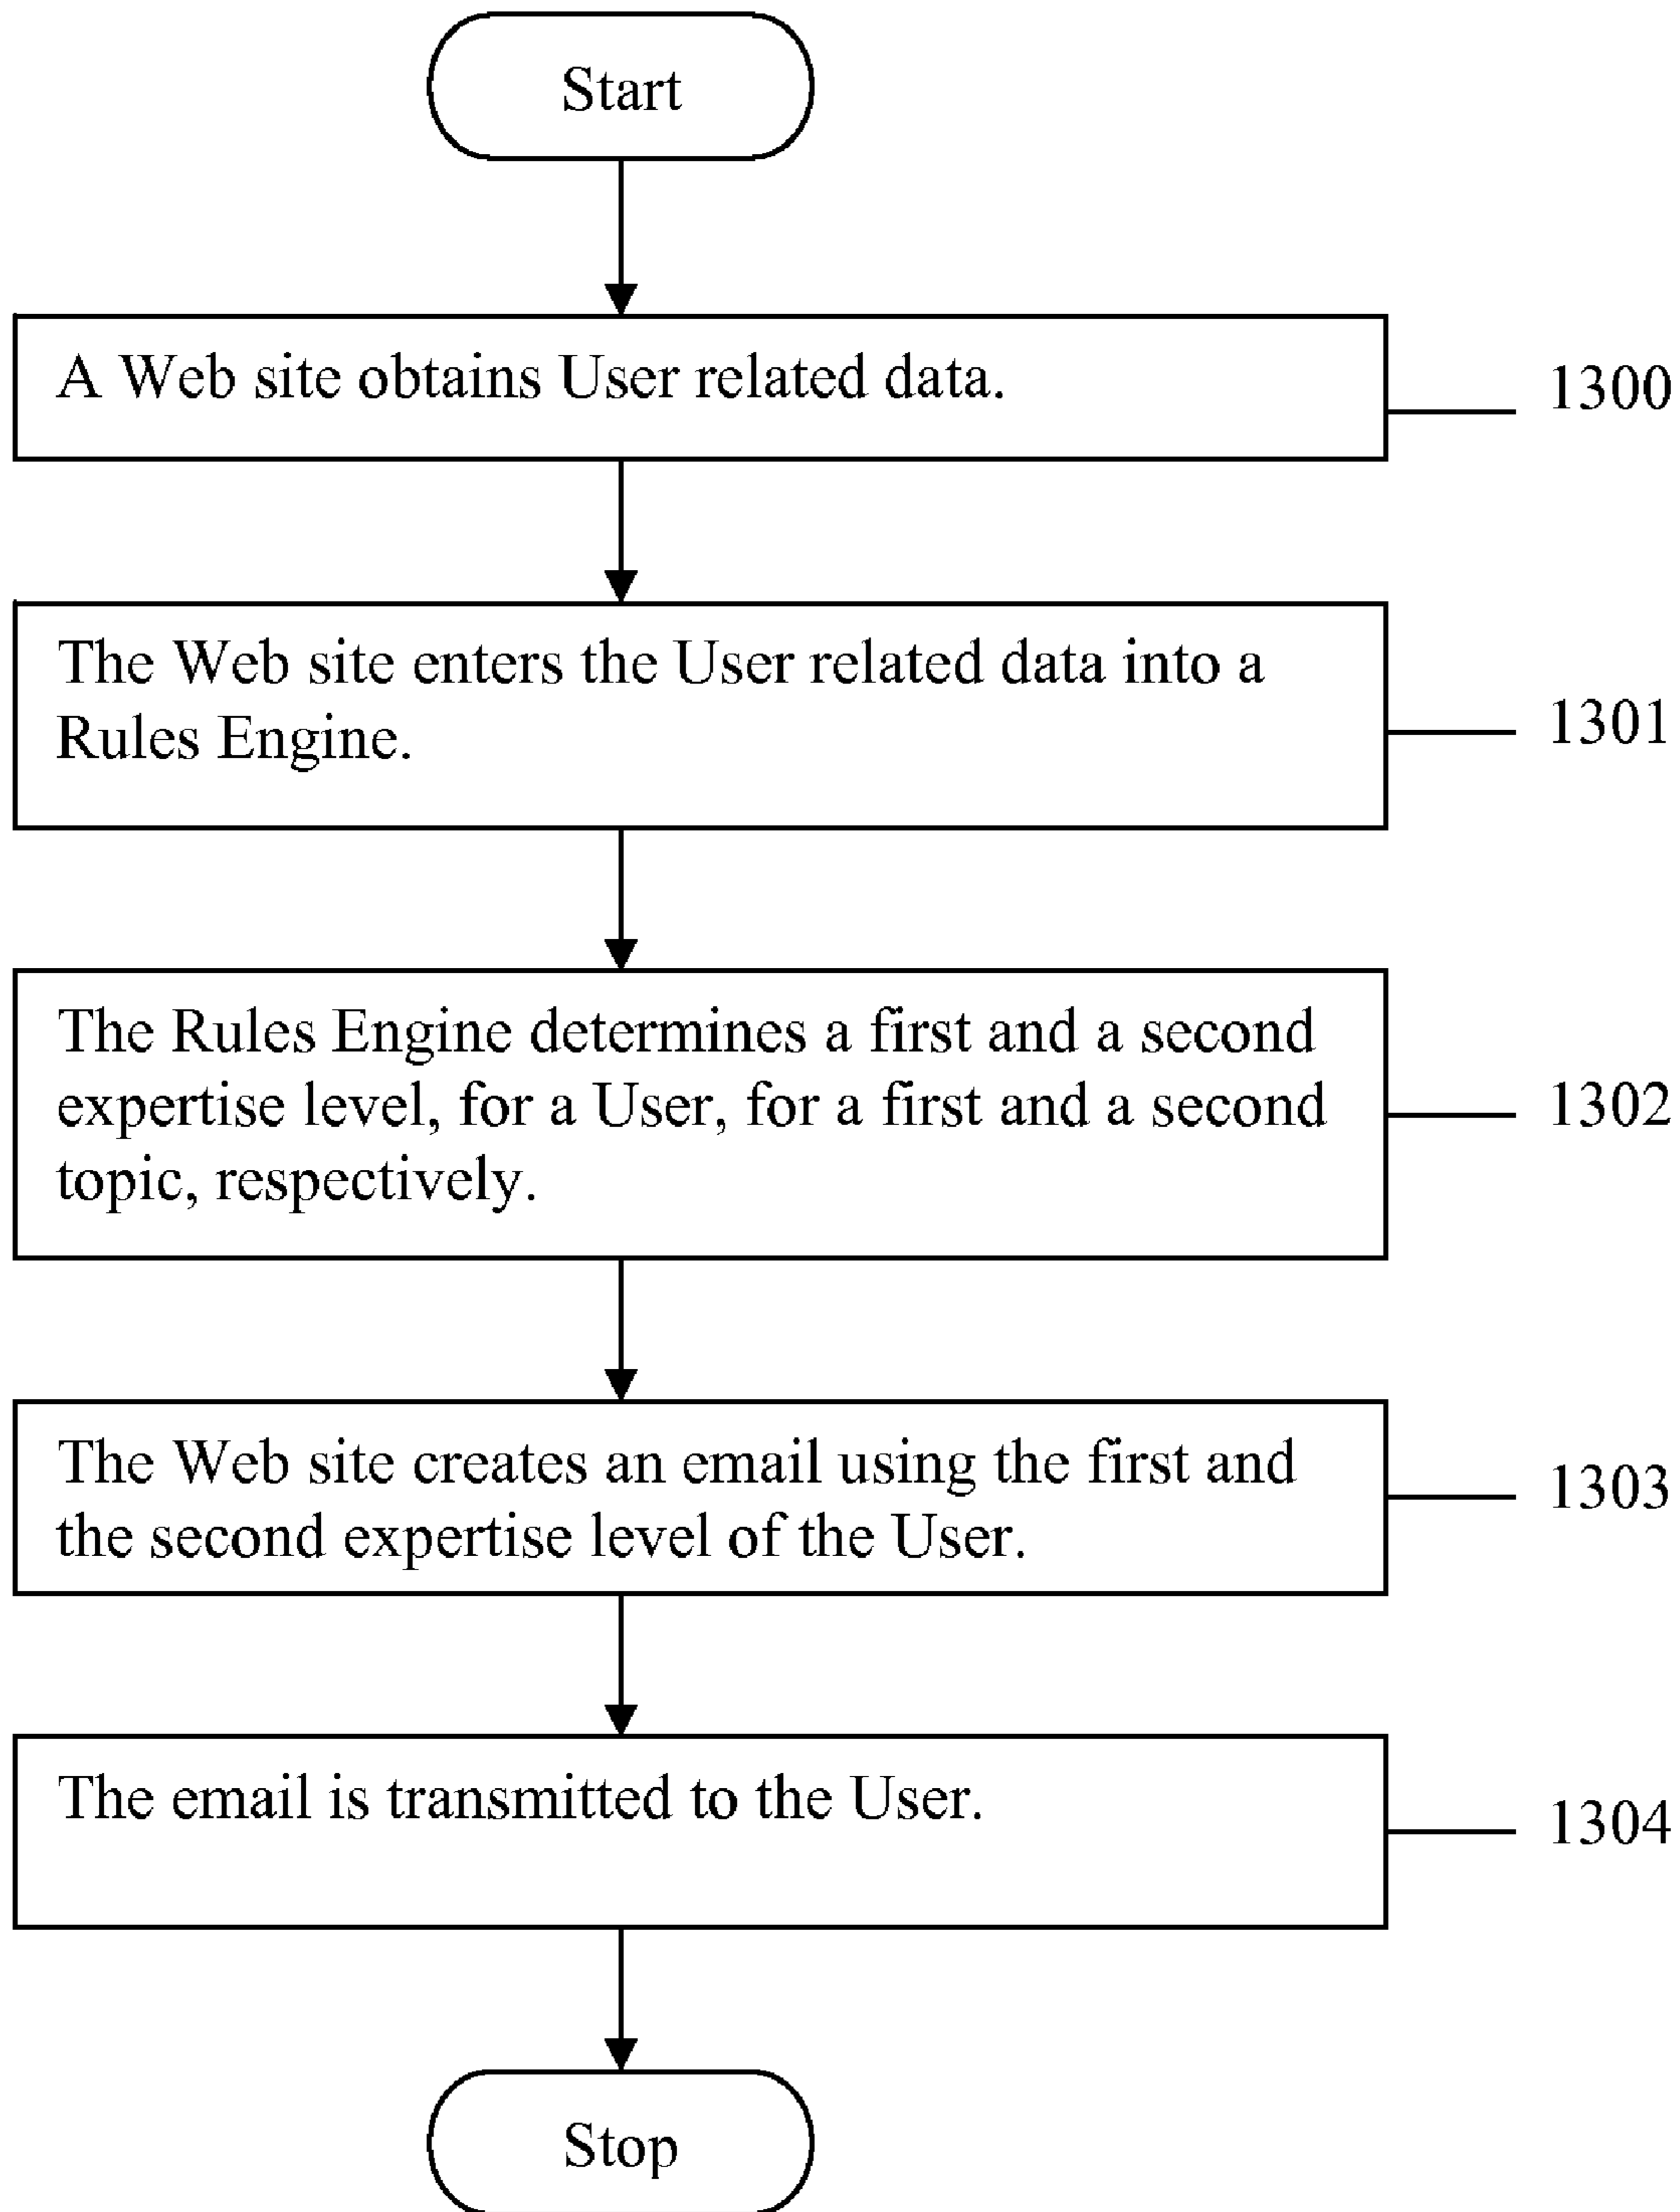 Start
A Web site obtains User related data.
1300
The Web site enters the User related data into a
Rules Engine.
1301
The Rules Engine determines a first and a second
expertise level, for a User, for a first and a second
topic, respectively.
1302
The Web site creates an email using the first and
the second expertise level of the User.
1303
The email is transmitted to the User.
1304
Stop